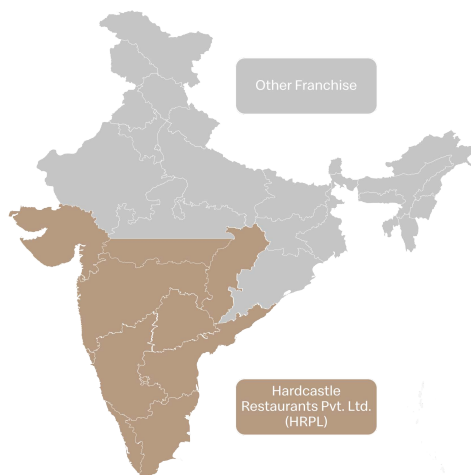 Other Franchise
Hardcastle
Restaurants Pvt. Ltd.
(HRPL)